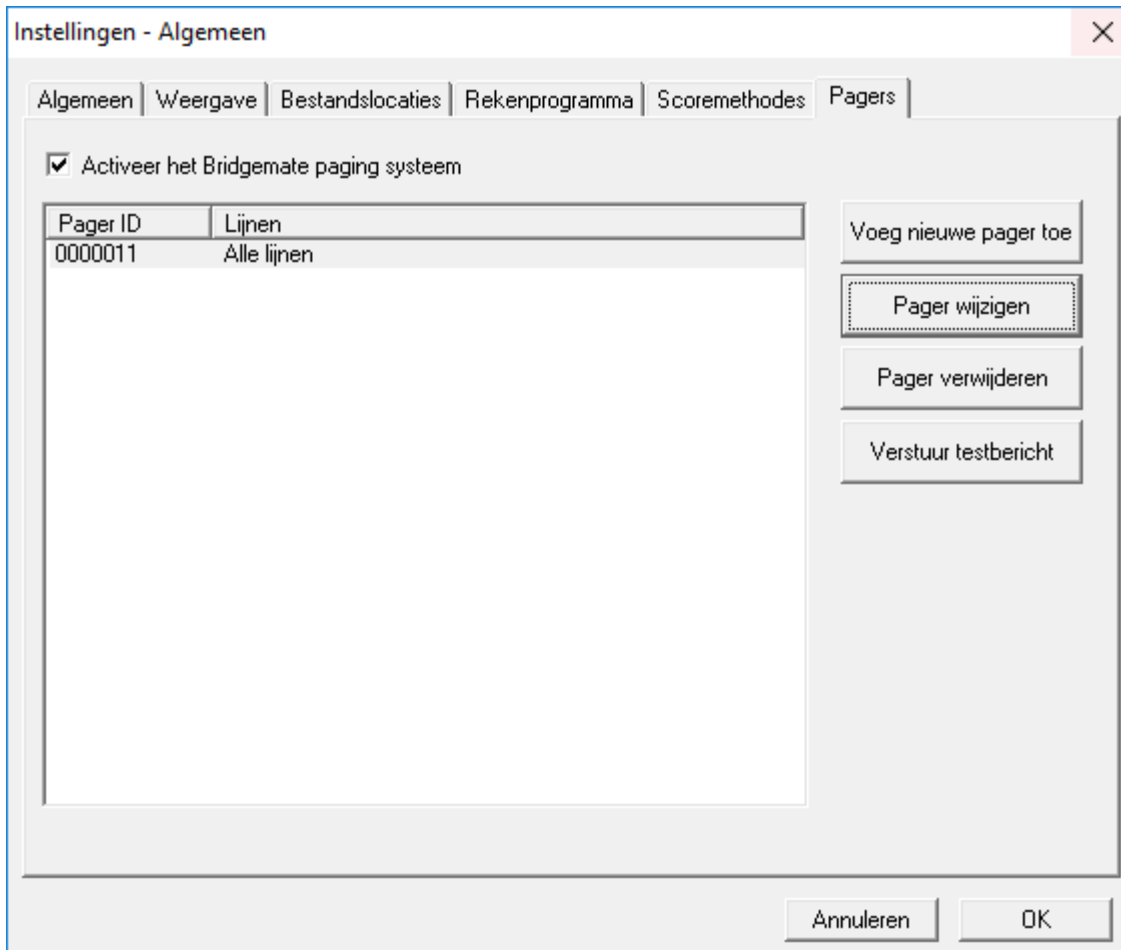 Instellingen - Algemeen
Algemeen Weergave Bestandslocaties Rekenprogramma Scoremethodes Pagers
Activeer het Bridgemate paging systeem
Pager ID Lijnen
0000011 Alle lijnen
Voeg nieuwe pager toe
Pager wijzigen
Pager verwijderen
Verstuur testbericht
Annuleren OK